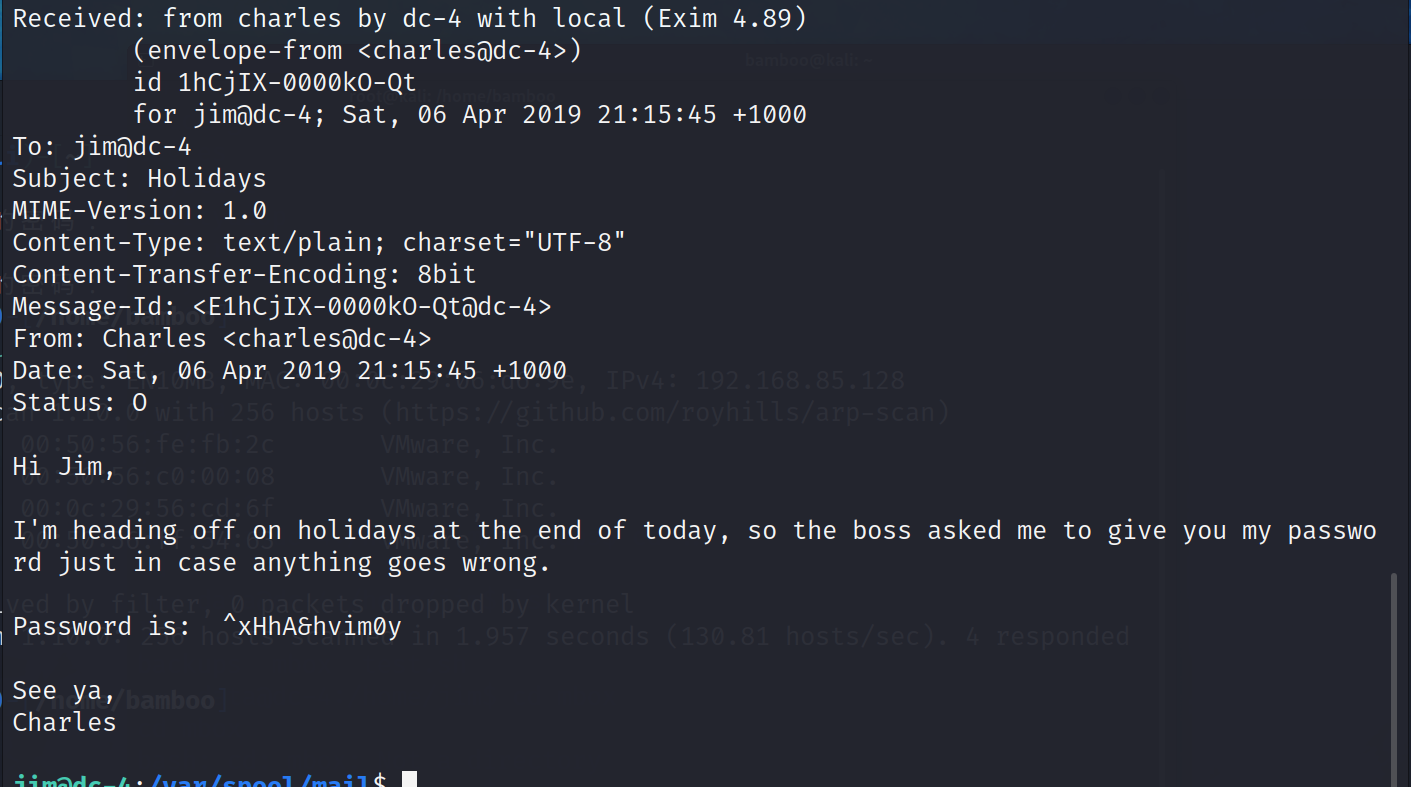 Received: from charles by dc-4 with local (Exim 4.89)
(envelope-from <charles@dc-4>)
id 1hCjIX-0000kO-Qt
for jim@dc-4; Sat, 06 Apr 2019 21:15:45 +1000
To: jim@dc-4
Subject: Holidays
MIME-Version: 1.0
Content-Type: text/plain; charset="UTF-8"
Content-Transfer-Encoding: 8bit
Message-Id: <E1hCjIX-0000kO-Qt@dc-4>
From: Charles <charles@dc-4>
Date: Sat, 06 Apr 2019 21:15:45 +1000
Status: O
Hi Jim,
I'm heading off on holidays at the end of today, so the boss asked me to give you my passwo
rd just in case anything goes wrong.
Password is:  ^xHhA&hvim0y
See ya,
Charles
jim@dc-4:/var/spool/mail$